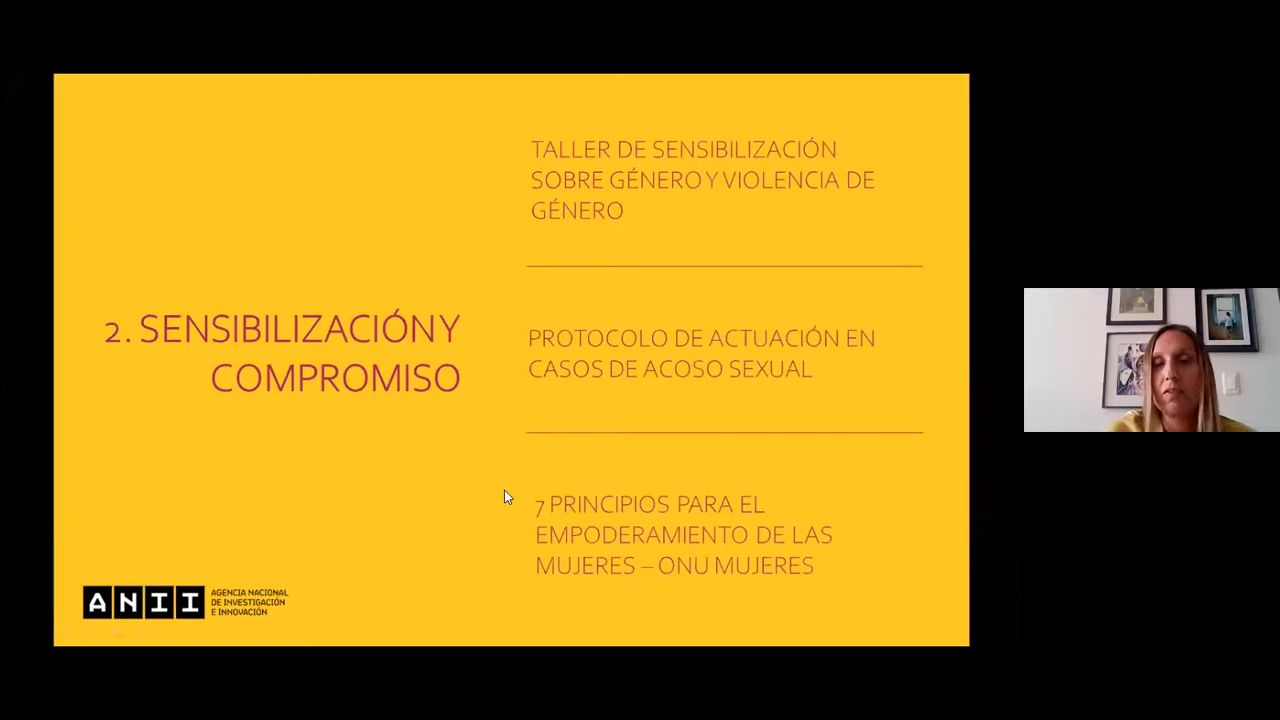 2. SENSIBILIZACIÓN Y
COMPROMISO
TALLER DE SENSIBILIZACIÓN
SOBRE GÉNERO Y VIOLENCIA DE
GÉNERO
PROTOCOLO DE ACTUACIÓN EN
CASOS DE ACOSO SEXUAL
7 PRINCIPIOS PARA EL
EMPODERAMIENTO DE LAS
MUJERES – ONU MUJERES
ANII
AGENCIA NACIONAL
DE INVESTIGACIÓN
E INNOVACIÓN